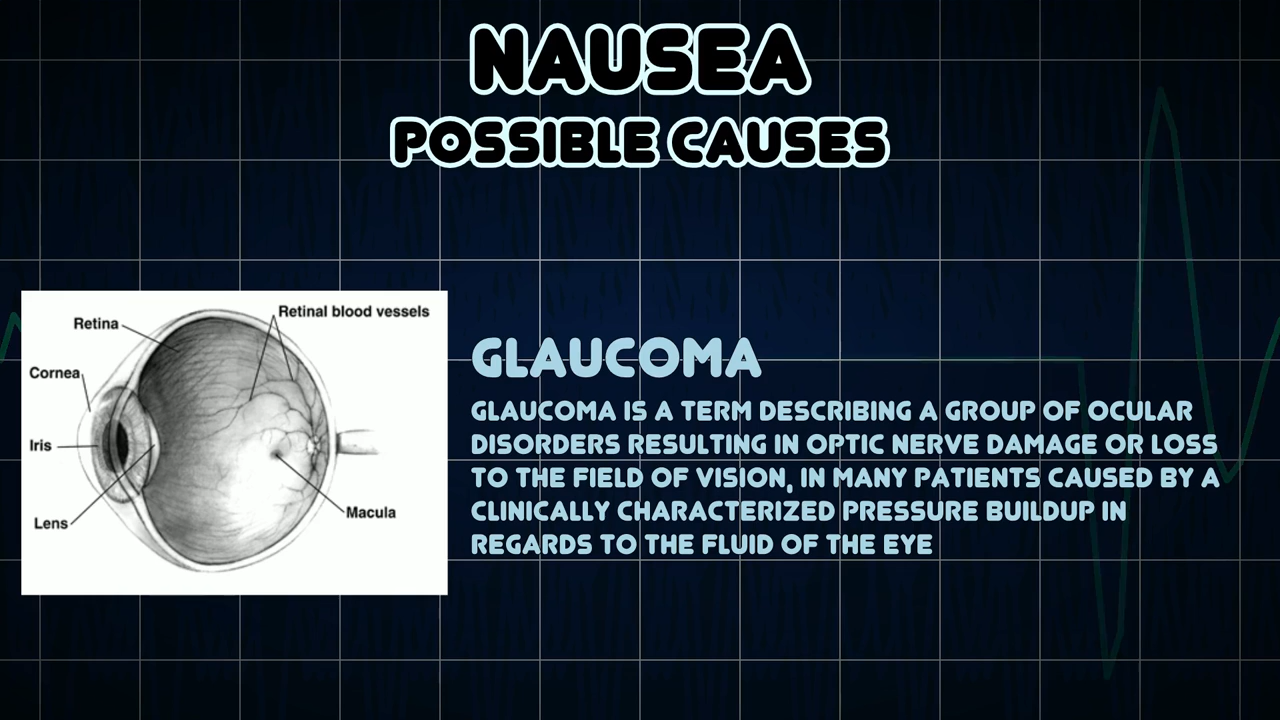 NAUSEA
POSSIBLE CAUSES
Retinal blood vessels
Retina
Cornea
Iris
Lens
Macula
GLAUCOMA
GLAUCOMA IS A TERM DESCRIBING A GROUP OF OCULAR
DISORDERS RESULTING IN OPTIC NERVE DAMAGE OR LOSS
TO THE FIELD OF VISION, IN MANY PATIENTS CAUSED BY A
CLINICALLY CHARACTERIZED PRESSURE BUILDUP IN
REGARDS TO THE FLUID OF THE EYE